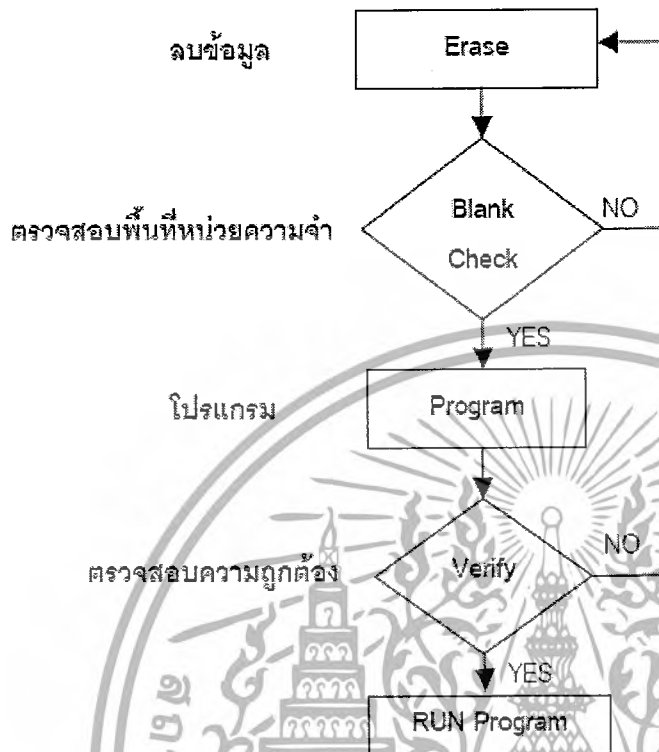 ลบข้อมูล
Erase
ตรวจสอบพื้นที่หน่วยความจำ
Blank
Check
NO
YES
โปรแกรม
Program
ตรวจสอบความถูกต้อง
Verify
NO
YES
RUN Program